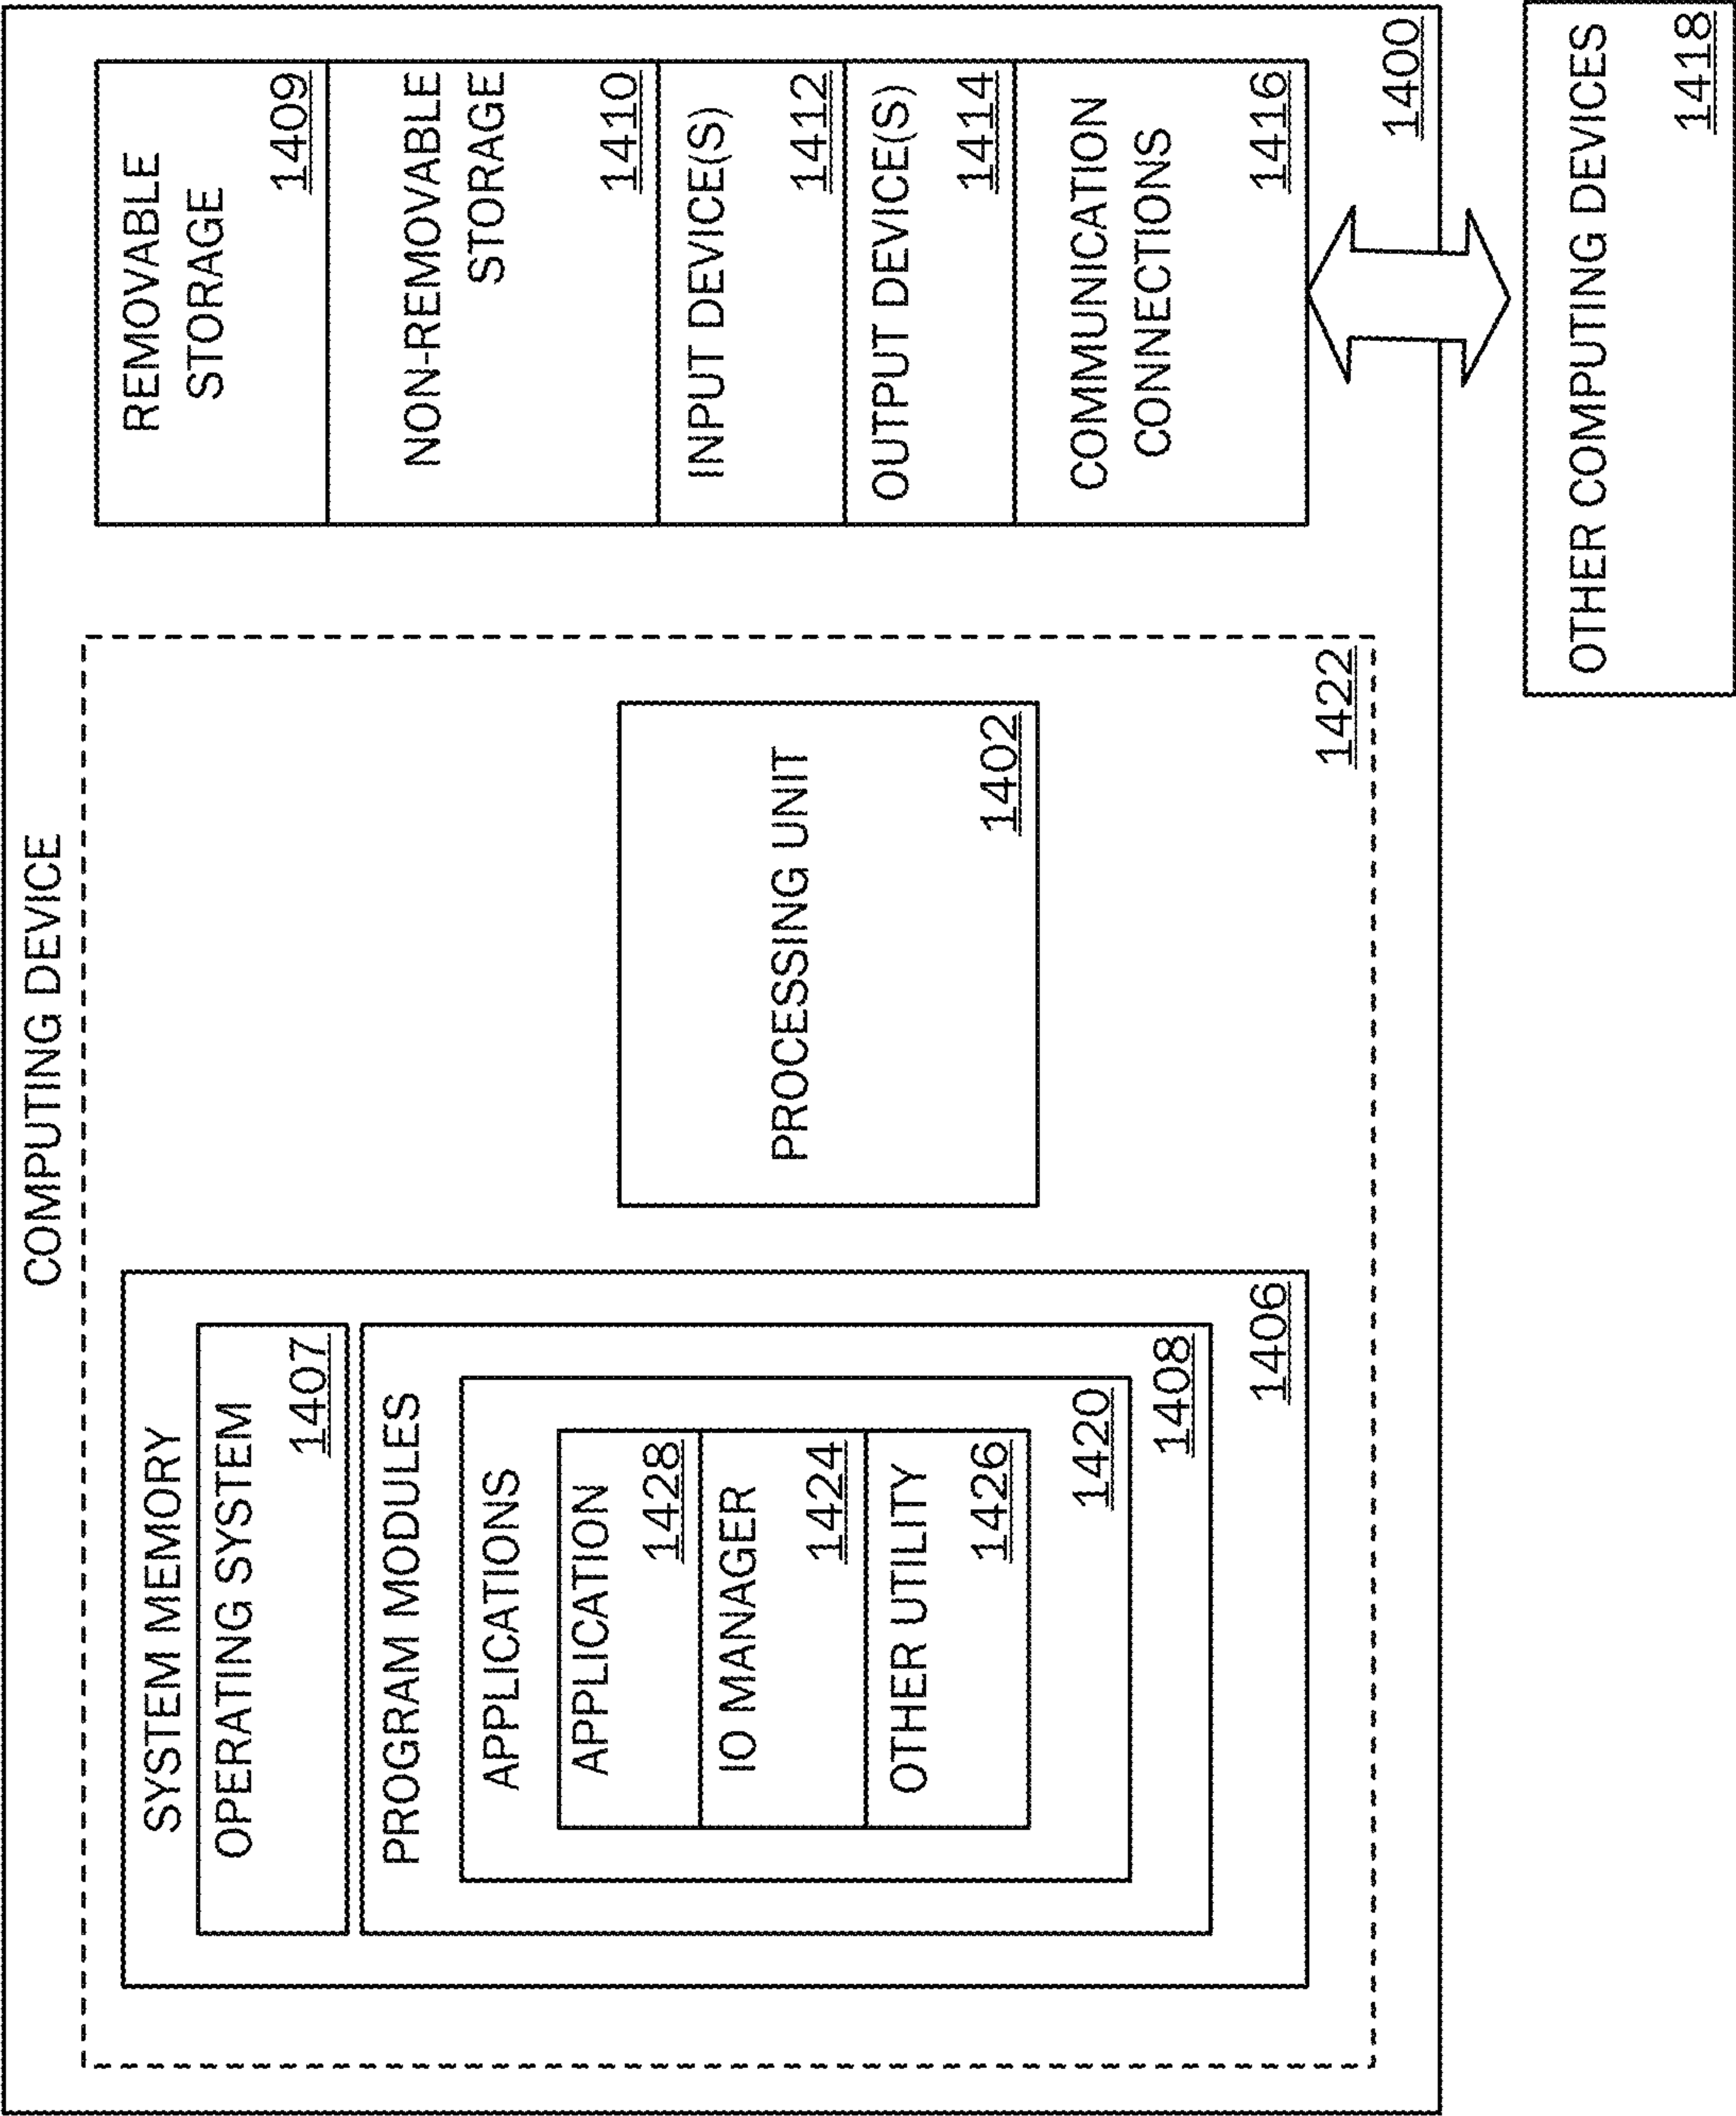 COMPUTING DEVICE
SYSTEM MEMORY
OPERATING SYSTEM
1407
PROGRAM MODULES
APPLICATIONS
APPLICATION
1428
IO MANAGER
1424
OTHER UTILITY
1426
1420
1408
1406
PROCESSING UNIT
1402
1422
REMOVABLE
STORAGE
1409
NON-REMOVABLE
STORAGE
1410
INPUT DEVICE(S)
1412
OUTPUT DEVICE(S)
1414
COMMUNICATION
CONNECTIONS
1416
1400
OTHER COMPUTING DEVICES
1418